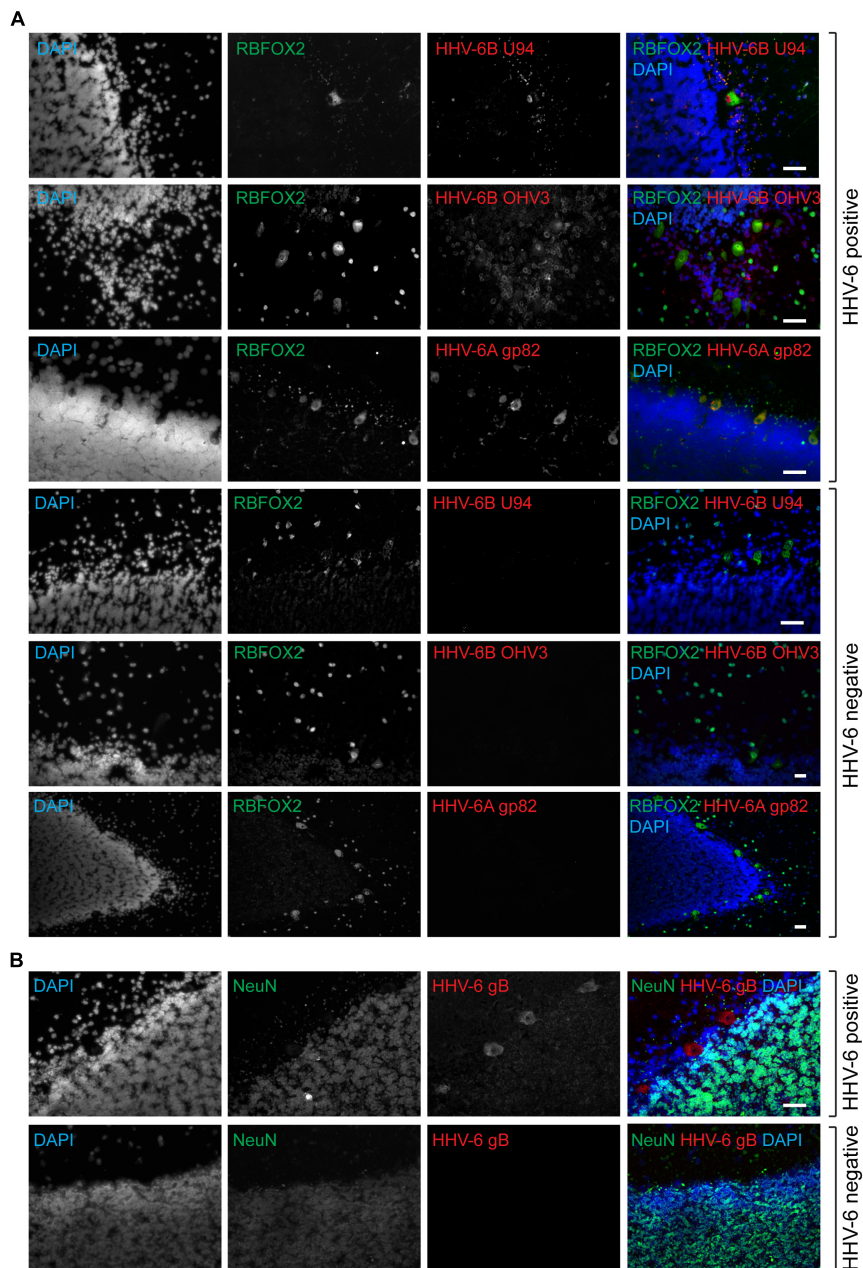 A
DAPI
RBFOX2
HHV-6B U94
RBFOX2 HHV-6B U94
DAPI
DAPI
RBFOX2
HHV-6B OHV3
RBFOX2 HHV-6B OHV3
DAPI
DAPI
RBFOX2
HHV-6A gp82
RBFOX2 HHV-6A gp82
DAPI
HHV-6 positive
DAPI
RBFOX2
HHV-6B U94
RBFOX2 HHV-6B U94
DAPI
DAPI
RBFOX2
HHV-6B OHV3
RBFOX2 HHV-6B OHV3
DAPI
DAPI
RBFOX2
HHV-6A gp82
RBFOX2 HHV-6A gp82
DAPI
HHV-6 negative
B
DAPI
NeuN
HHV-6 gB
NeuN HHV-6 gB DAPI
HHV-6 positive
DAPI
NeuN
HHV-6 gB
NeuN HHV-6 gB DAPI
HHV-6 negative